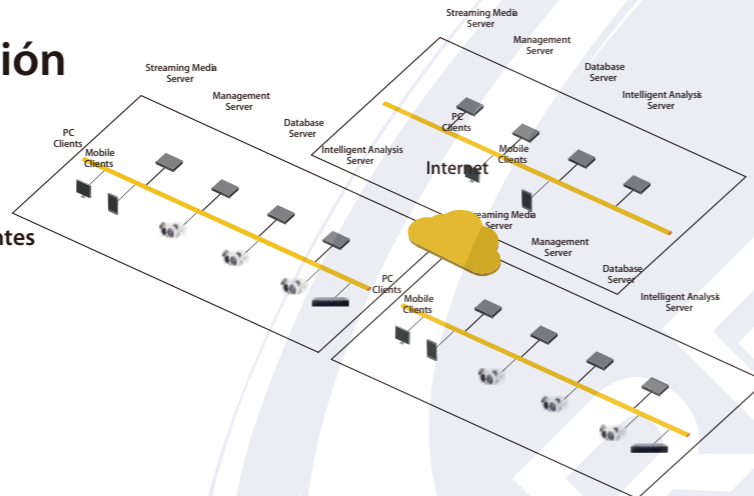 ión
ntes
Streaming Media
Server
Management
Server
Database
Server
Intelligent Analysis
Server
PC
Clients
Mobile
Clients
Streaming Media
Server
Management
Server
Database
Server
Intelligent Analysis
Server
PC
Clients
Mobile
Clients
Internet
eaming Media
Server
Management
Server
Database
Server
Intelligent Analysis
Server
PC
Clients
Mobile
Clients